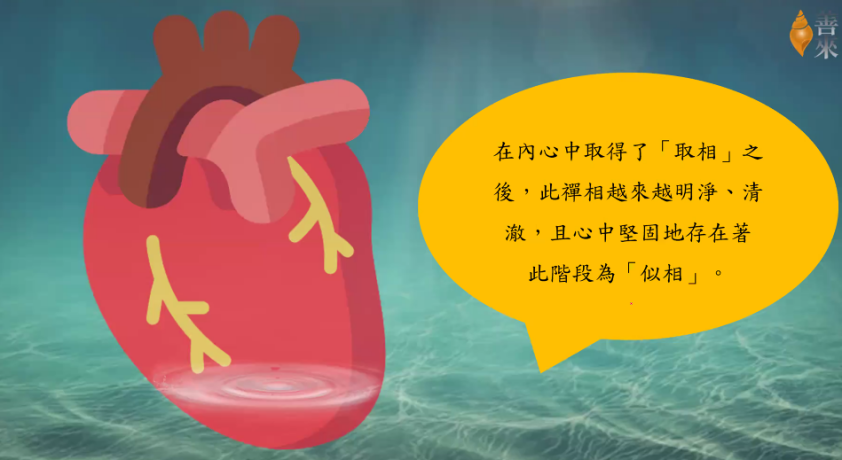 善來
在內心中取得了「取相」之
後，此禪相越來越明淨、清
澈，且心中堅固地存在著
此階段為「似相」。